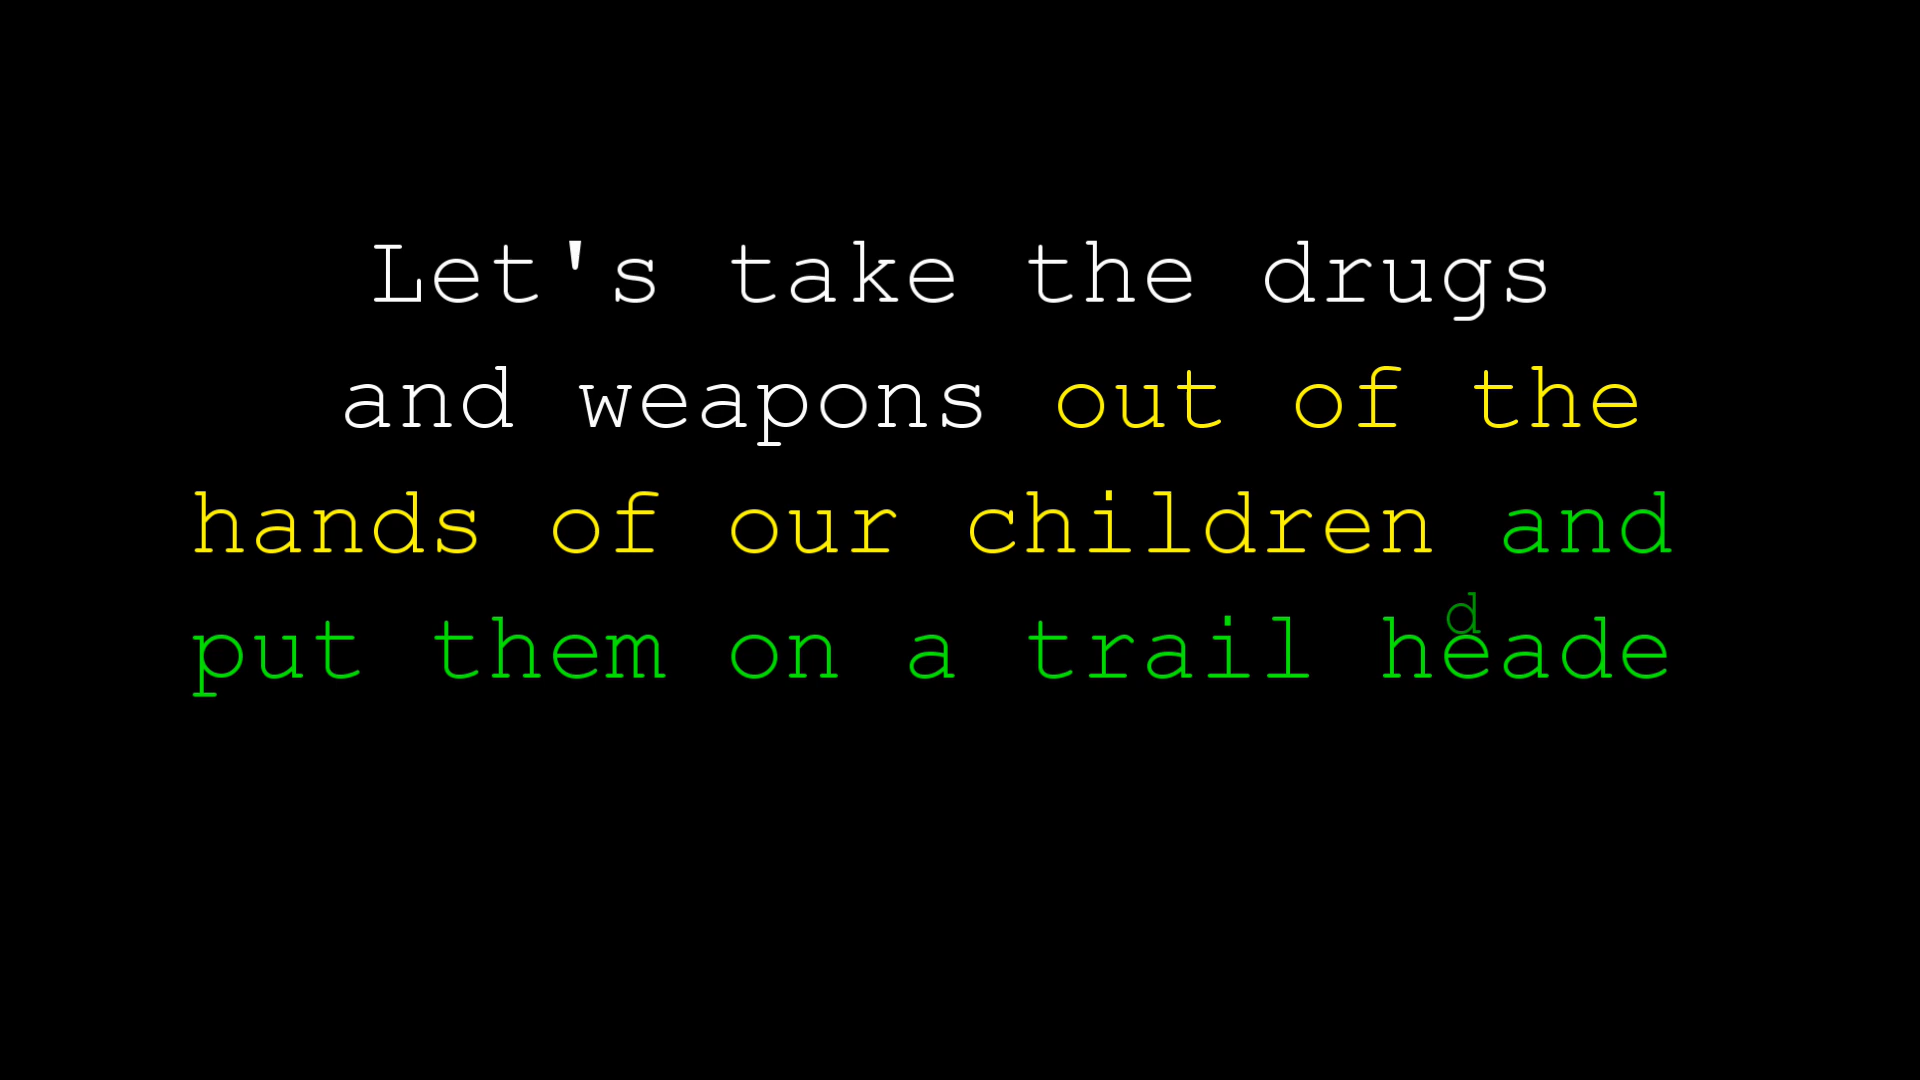 Let's take the drugs
and weapons out of the
hands of our children and
put them on a trail heade
d